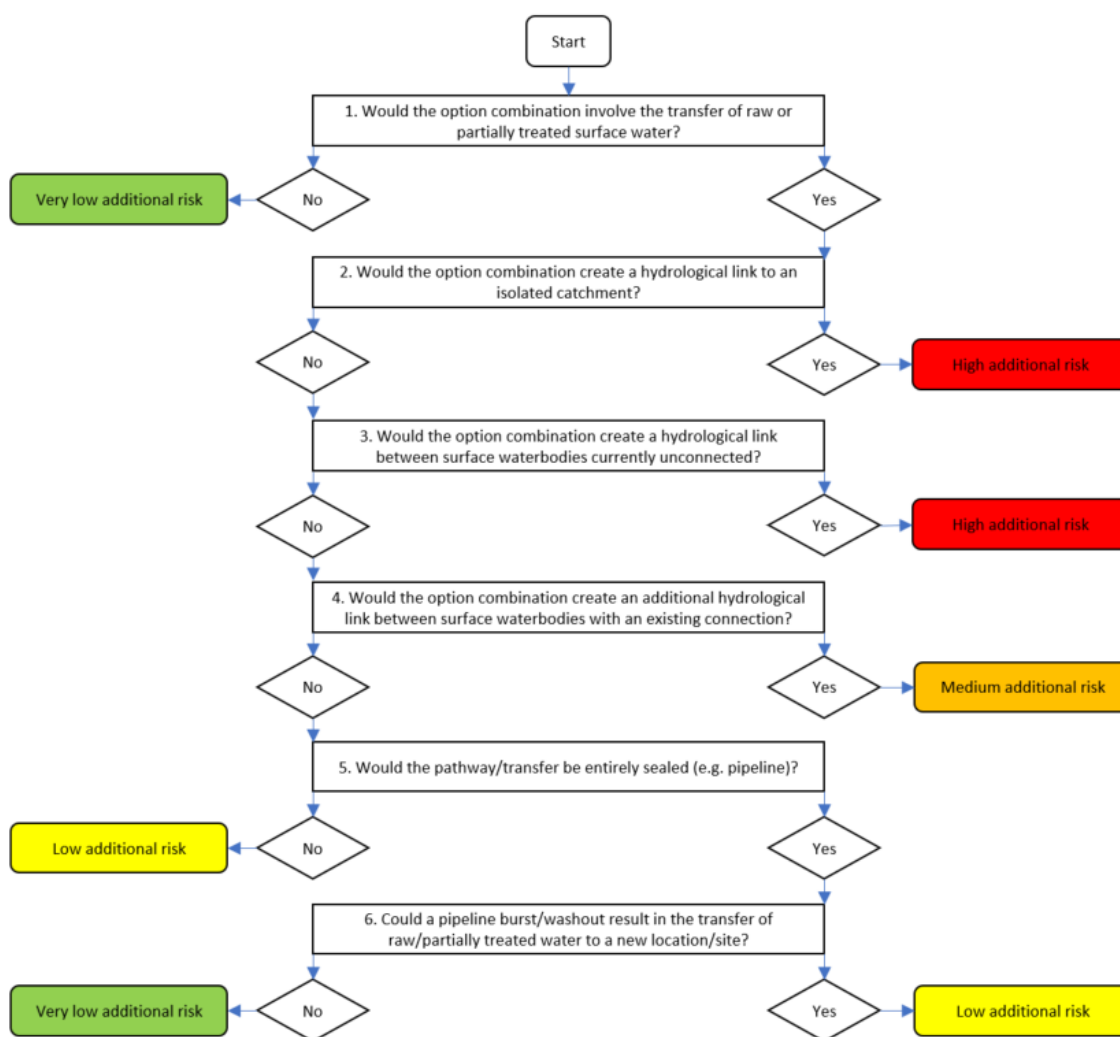 Start
1. Would the option combination involve the transfer of raw or
partially treated surface water?
Very low additional risk
No
Yes
2. Would the option combination create a hydrological link to an
isolated catchment?
No
Yes
High additional risk
3. Would the option combination create a hydrological link
between surface waterbodies currently unconnected?
No
Yes
High additional risk
4. Would the option combination create an additional hydrological
link between surface waterbodies with an existing connection?
No
Yes
Medium additional risk
5. Would the pathway/transfer be entirely sealed (e.g. pipeline)?
Low additional risk
No
Yes
6. Could a pipeline burst/washout result in the transfer of
raw/partially treated water to a new location/site?
Very low additional risk
No
Yes
Low additional risk